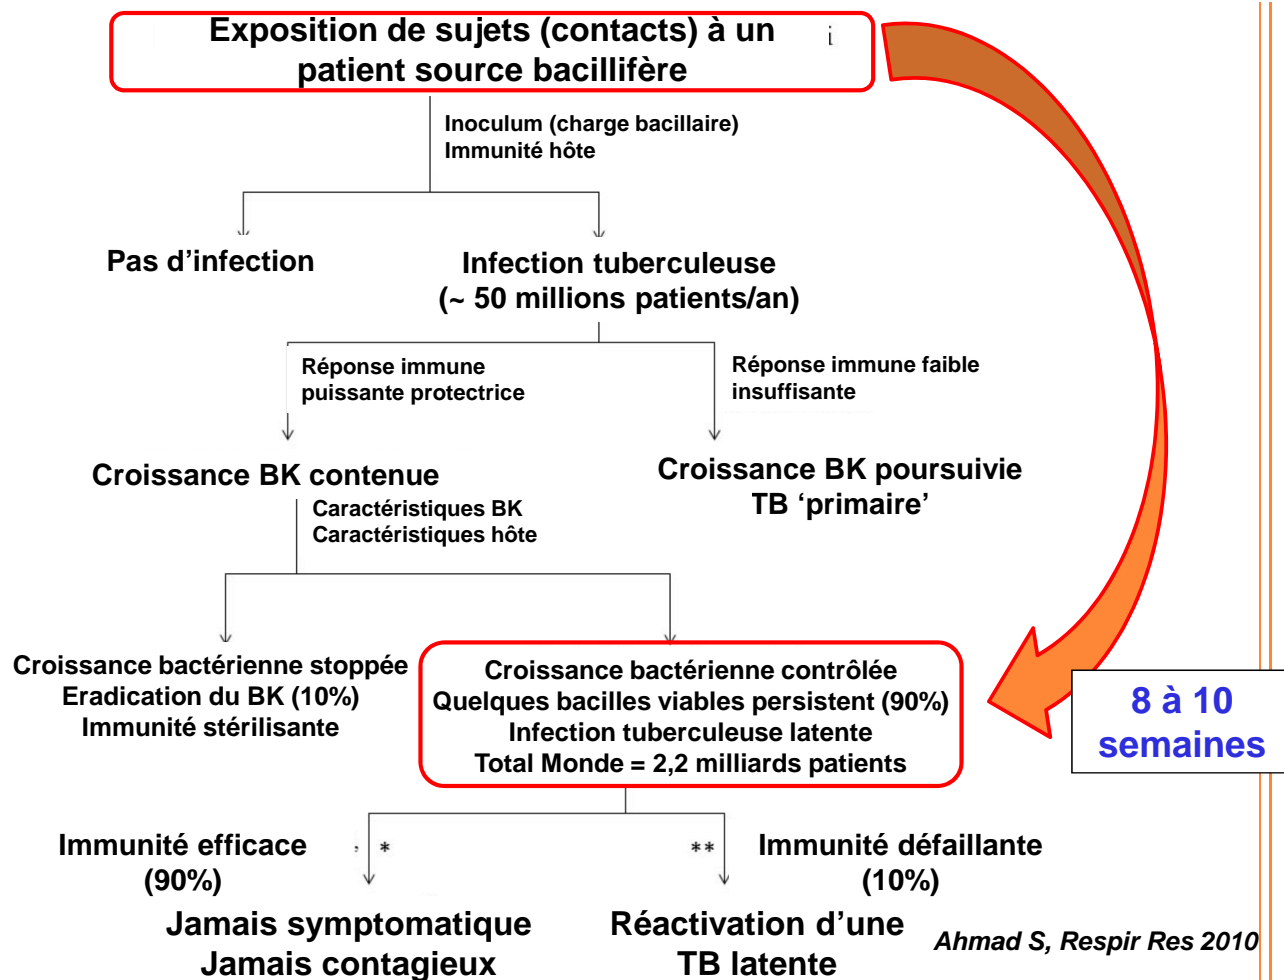 Exposition de sujets (contacts) à un
patient source bacillifère
Inoculum (charge bacillaire)
Immunité hôte
Pas d’infection
Infection tuberculeuse
(~ 50 millions patients/an)
Réponse immune
puissante protectrice
Réponse immune faible
insuffisante
Croissance BK contenue
Croissance BK poursuivie
TB ‘primaire’
Caractéristiques BK
Caractéristiques hôte
Croissance bactérienne stoppée
Eradication du BK (10%)
Immunité stérilisante
Croissance bactérienne contrôlée
Quelques bacilles viables persistent (90%)
Infection tuberculeuse latente
Total Monde = 2,2 milliards patients
8 à 10
semaines
Immunité efficace
(90%)
*
**
Immunité défaillante
(10%)
Jamais symptomatique
Jamais contagieux
Réactivation d’une
TB latente
Ahmad S, Respir Res 2010